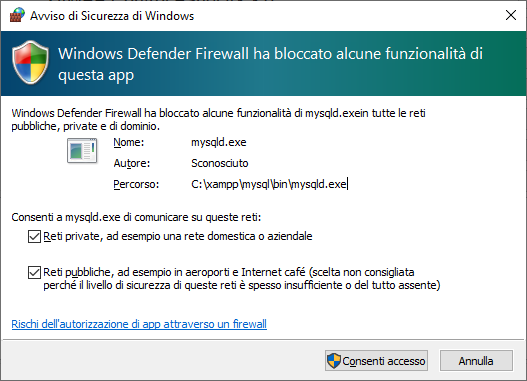 Avviso di Sicurezza di Windows
Windows Defender Firewall ha bloccato alcune funzionalità di
questa app
Windows Defender Firewall ha bloccato alcune funzionalità di mysqld.exein tutte le reti
pubbliche, private e di dominio.
Nome: mysqld.exe
Autore: Sconosciuto
Percorso: C:\xampp\mysql\bin\mysqld.exe
Consenti a mysqld.exe di comunicare su queste reti:
Reti private, ad esempio una rete domestica o aziendale
Reti pubbliche, ad esempio in aeroporti e Internet café (scelta non consigliata
perché il livello di sicurezza di queste reti è spesso insufficiente o del tutto assente)
Rischi dell'autorizzazione di app attraverso un firewall
Consenti accesso
Annulla